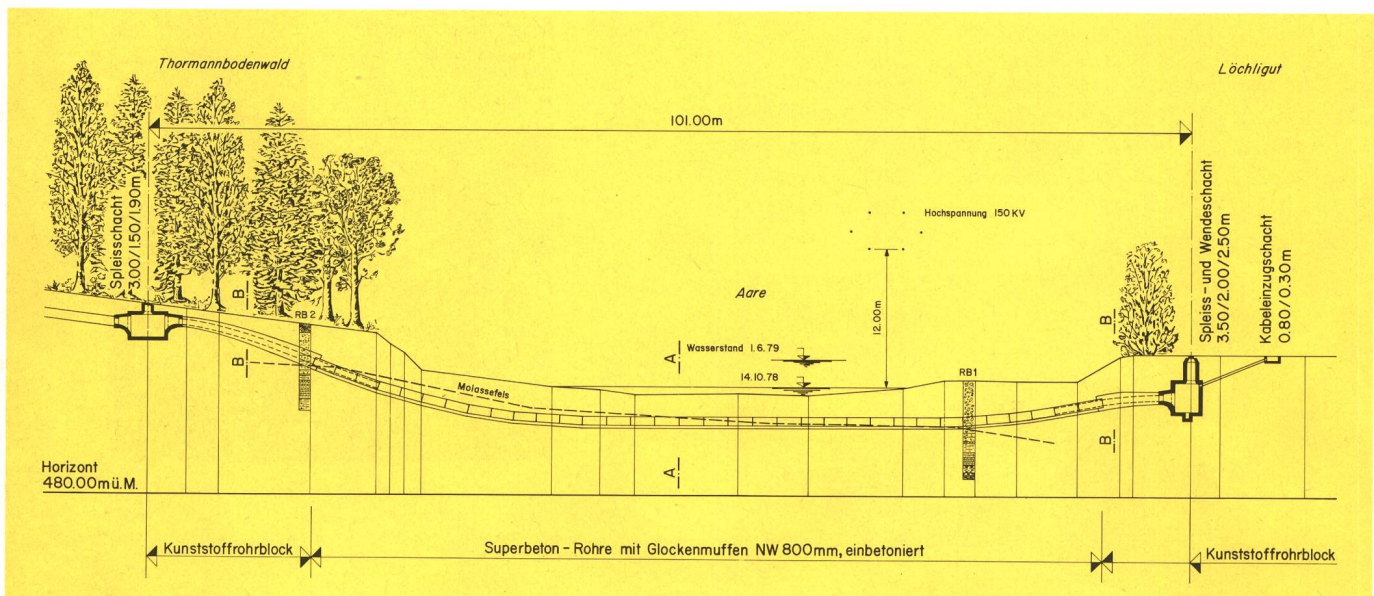 Thormannbodenwald
Löchligut
101.00m
Spleisschacht
3.00/1.50/1.90m
Hochspannung 150 KV
12.00m
Spleiss- und Wendeschacht
3.50/2.00/2.50m
Kabeleinzugschacht
0.80/0.30m
Aare
B
B
RB 2
A
Wasserstand 1.6.79
14.10.78
RB1
B
B
Molassefels
A
Horizont
480.00m ü. M.
Kunststoffrohrblock
Superbeton - Rohre mit Glockenmuffen NW 800mm, einbetoniert
Kunststoffrohrblock